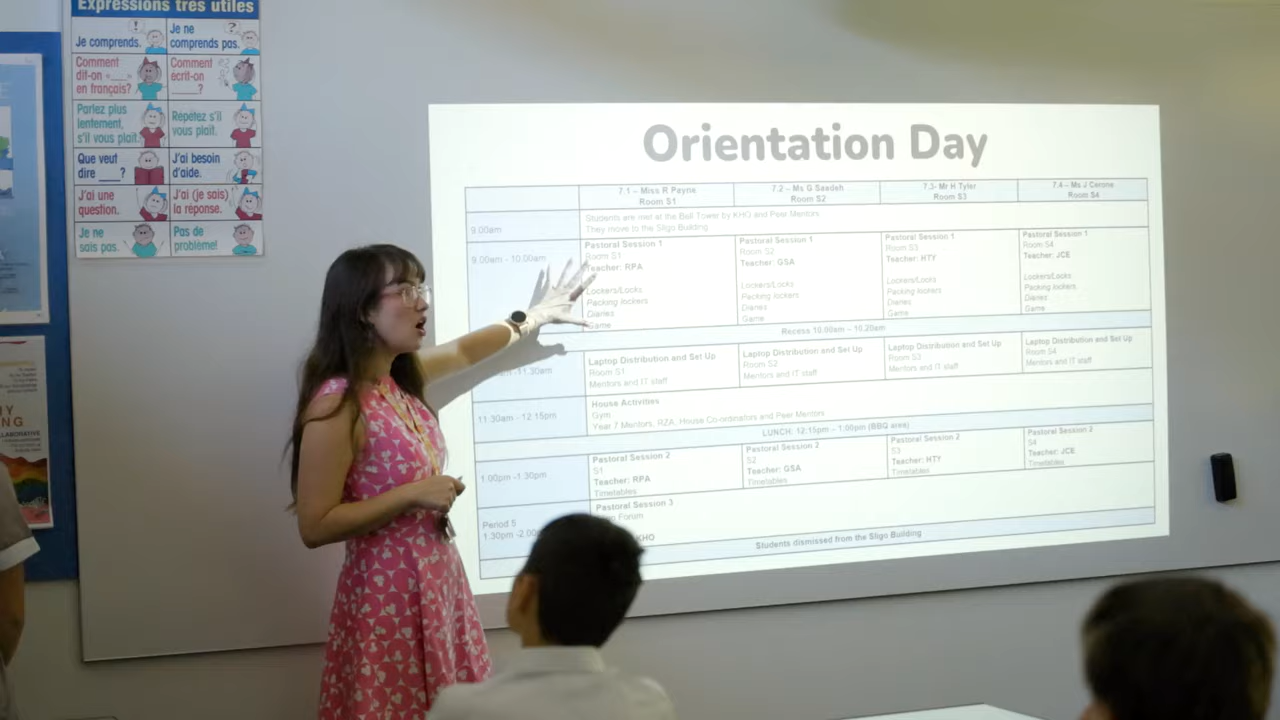 Expressions très utiles
Je comprends.
Je ne
comprends pas.
Comment
dit-on «___»
en français?
Comment
écrit-on
___?
Parlez plus
lentement,
s'il vous plaît.
Répétez s'il
vous plaît.
Que veut
dire ___?
J'ai besoin
d'aide.
J'ai une
question.
J'ai (je sais)
la réponse.
Je ne
sais pas.
Pas de
problème!
Orientation Day
7.1 – Miss R Payne
Room S1
7.2 – Ms G Saadeh
Room S2
7.3- Mr H Tyler
Room S3
7.4 – Ms J Cerone
Room S4
9.00am
Students are met at the Bell Tower by KHO and Peer Mentors
They move to the Sligo Building
9.00am - 10.00am
Pastoral Session 1
Room S1
Teacher: RPA
Lockers/Locks
Packing lockers
Diaries
Game
Pastoral Session 1
Room S2
Teacher: GSA
Lockers/Locks
Packing lockers
Diaries
Game
Pastoral Session 1
Room S3
Teacher: HTY
Lockers/Locks
Packing lockers
Diaries
Game
Pastoral Session 1
Room S4
Teacher: JCE
Lockers/Locks
Packing lockers
Diaries
Game
Recess 10.00am – 10.20am
-11.30am
Laptop Distribution and Set Up
Room S1
Mentors and IT staff
Laptop Distribution and Set Up
Room S2
Mentors and IT staff
Laptop Distribution and Set Up
Room S3
Mentors and IT staff
Laptop Distribution and Set Up
Room S4
Mentors and IT staff
11.30am - 12.15pm
House Activities
Gym
Year 7 Mentors, RZA, House Co-ordinators and Peer Mentors
LUNCH: 12:15pm – 1.00pin (BBQ area)
1.00pm -1.30pm
Pastoral Session 2
S1
Teacher: RPA
Timetables
Pastoral Session 2
S2
Teacher: GSA
Timetables
Pastoral Session 2
S3
Teacher: HTY
Timetables
Pastoral Session 2
S4
Teacher: JCE
Timetables
Period 5
1.30pm -2.00
Pastoral Session 3
Forum
KHO
Students dismissed from the Sligo Building